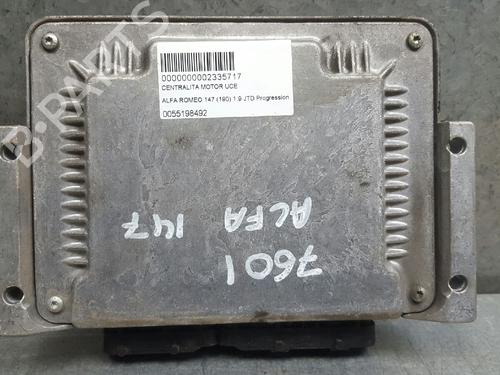 0000000002335717
CENTRALITA MOTOR UCE
ALFA ROMEO 147 (190) 1.9 JTD Progression
0055198492
7601
ALFA 147
B-PARTS